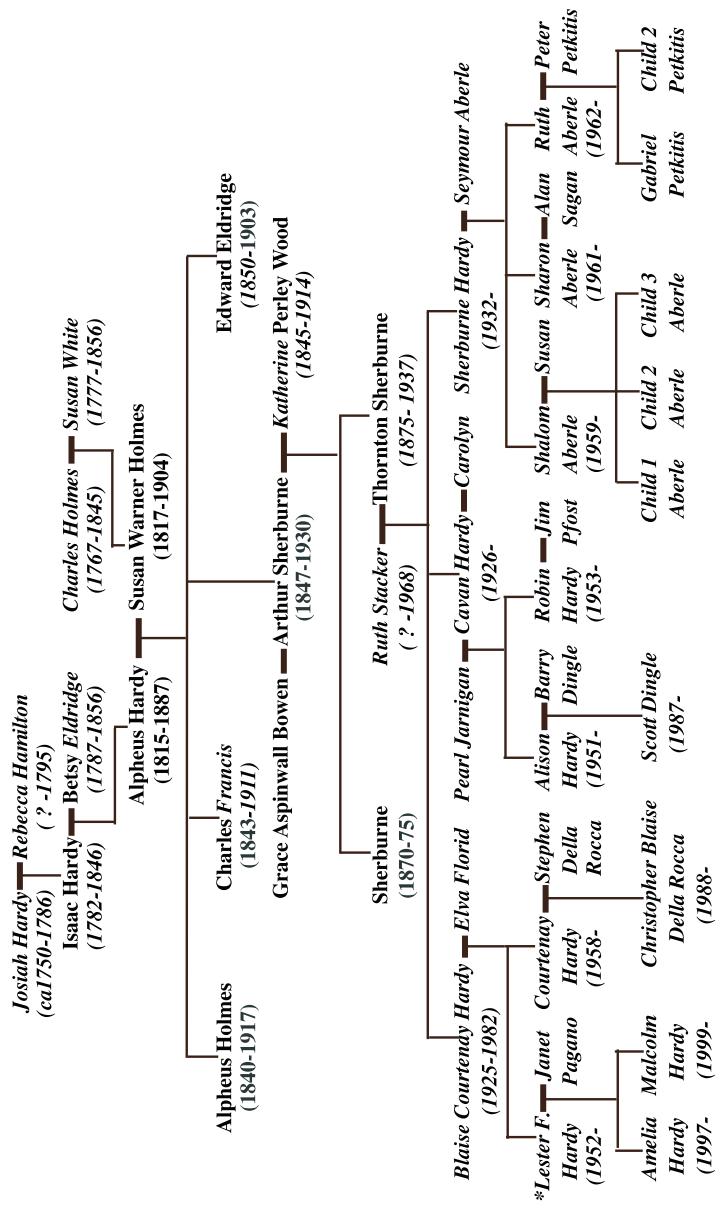 Josiah Hardy Rebecca Hamilton
(ca1750-1786) ( ? -1795)
Isaac Hardy Betsy Eldridge Charles Holmes Susan White
(1782-1846) (1787-1856) (1767-1845) (1777-1856)
Alpheus Hardy Susan Warner Holmes
(1815-1887) (1817-1904)
Alpheus Holmes Charles Francis Edward Eldridge
(1840-1917) (1843-1911) (1850-1903)
Grace Aspinwall Bowen Arthur Sherburne Katherine Perley Wood
(1847-1930) (1845-1914)
Sherburne Ruth Stacker Thornton Sherburne
(1870-75) ( ? -1968) (1875- 1937)
Blaise Courtenay Hardy Elva Florid Pearl Jarnigan Cavan Hardy Carolyn Sherburne Hardy Seymour Aberle
(1925-1982) (1926- (1932-
*Lester F. Janet Courtenay Stephen Alison Barry Robin Jim Shalom Susan Sharon Alan Ruth Peter
Hardy Pagano Hardy Della Hardy Dingle Hardy Pfost Aberle Aberle Sagan Aberle Petkitis
(1952- (1958- Rocca (1951- (1953- (1959- (1961- (1962-
Amelia Malcolm Christopher Blaise Scott Dingle Child 1 Child 2 Child 3 Gabriel Child 2
Hardy Hardy Della Rocca (1987- Aberle Aberle Aberle Petkitis Petkitis
(1997- (1999- (1988-